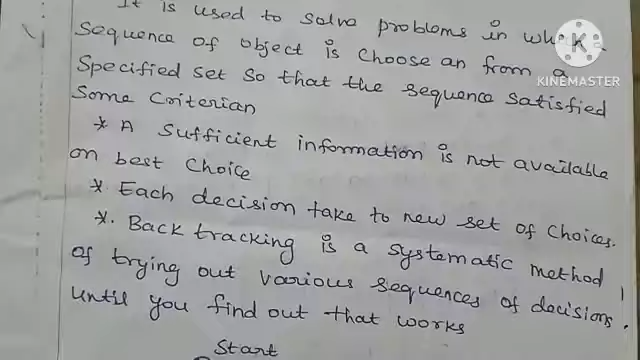 It is used to solve problems in which a
sequence of object is choose an from a
specified set so that the sequence satisfied
some Criterian
* A sufficient information is not available
on best choice
* Each decision take to new set of choices.
*. Back tracking is a systematic method
of trying out various sequences of decisions.
until you find out that works
Start
KINEMASTER